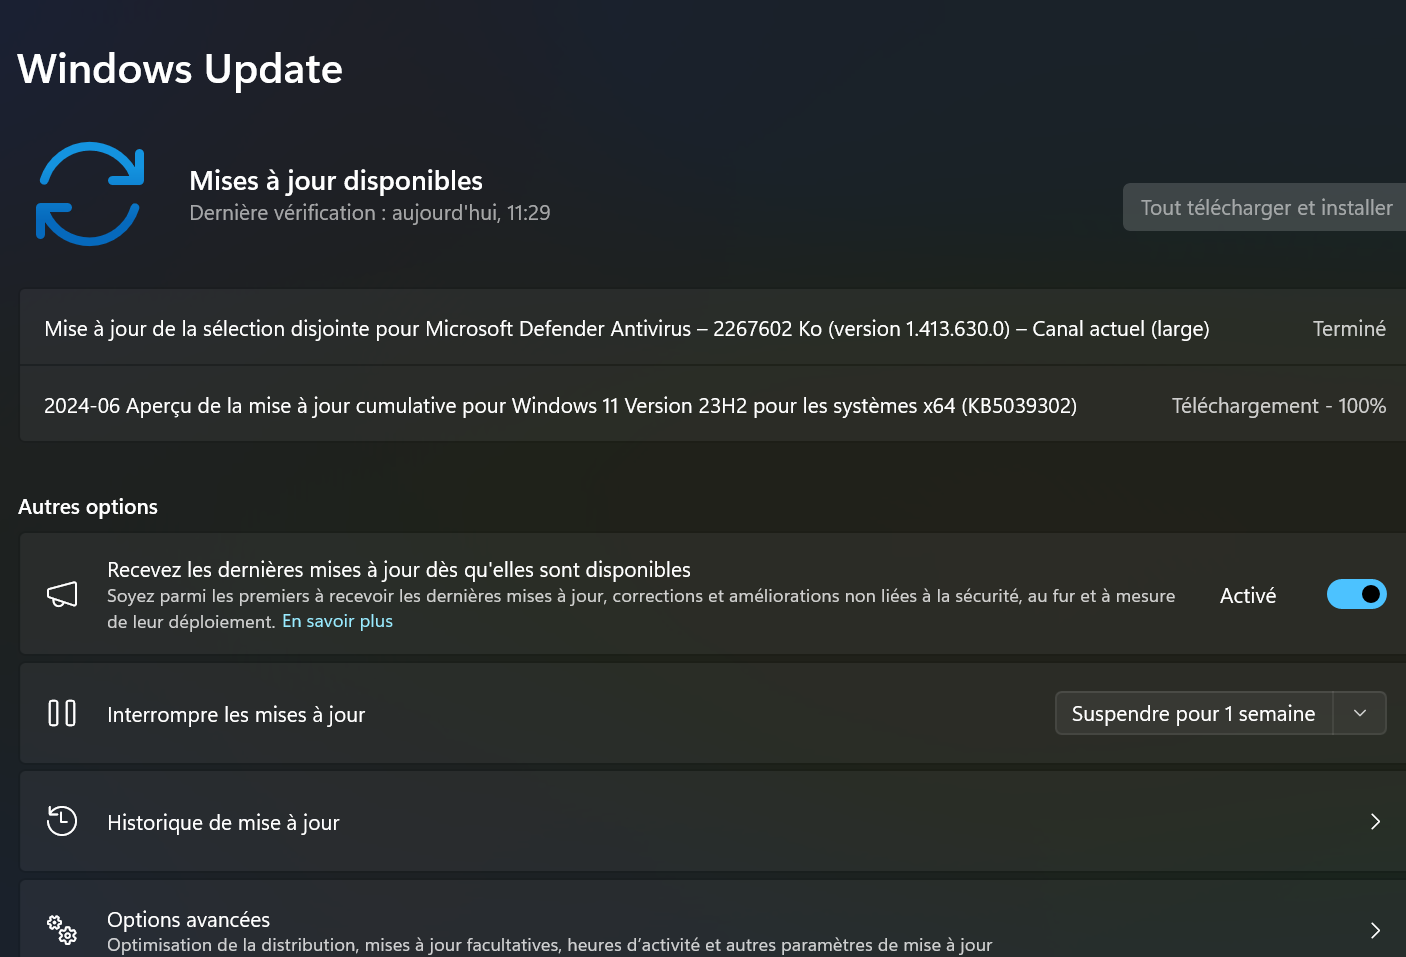 Windows Update
Mises à jour disponibles
Dernière vérification : aujourd'hui, 11:29
Tout télécharger et installer
Mise à jour de la sélection disjointe pour Microsoft Defender Antivirus – 2267602 Ko (version 1.413.630.0) – Canal actuel (large)
Terminé
2024-06 Aperçu de la mise à jour cumulative pour Windows 11 Version 23H2 pour les systèmes x64 (KB5039302)
Téléchargement - 100%
Autres options
Recevez les dernières mises à jour dès qu'elles sont disponibles
Soyez parmi les premiers à recevoir les dernières mises à jour, corrections et améliorations non liées à la sécurité, au fur et à mesure
de leur déploiement. En savoir plus
Activé
Interrompre les mises à jour
Suspendre pour 1 semaine
Historique de mise à jour
Options avancées
Optimisation de la distribution, mises à jour facultatives, heures d’activité et autres paramètres de mise à jour